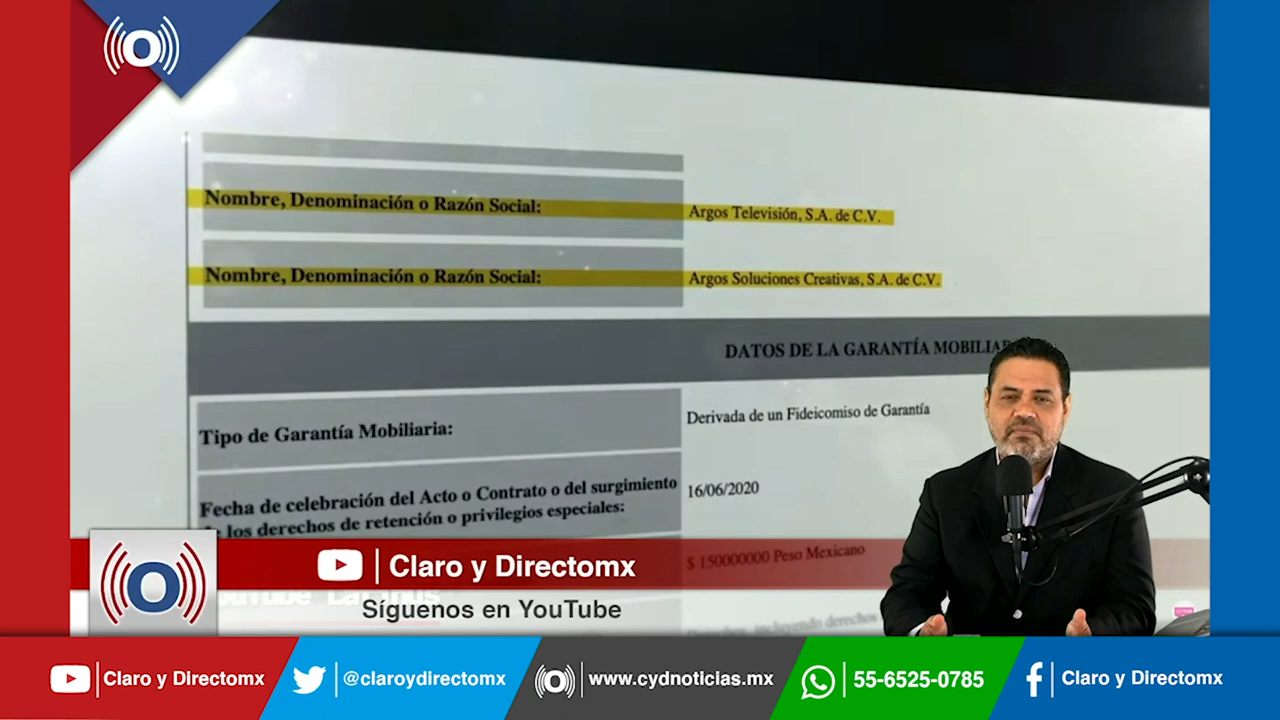 Nombre, Denominación o Razón Social:
Argos Televisión, S.A. de C.V.
Nombre, Denominación o Razón Social:
Argos Soluciones Creativas, S.A. de C.V.
DATOS DE LA GARANTÍA
Tipo de Garantía Mobiliaria:
Derivada de un Fideicomiso de Garantía
Fecha de celebración del Acto o Contrato o del surgimiento
de los derechos de retención o privilegios especiales:
16/06/2020
$ 150000000 Peso Mexicano
Claro y Directomx
Síguenos en YouTube
Claro y Directomx
@claroydirectomx
www.cydnoticias.mx
55-6525-0785
Claro y Directomx